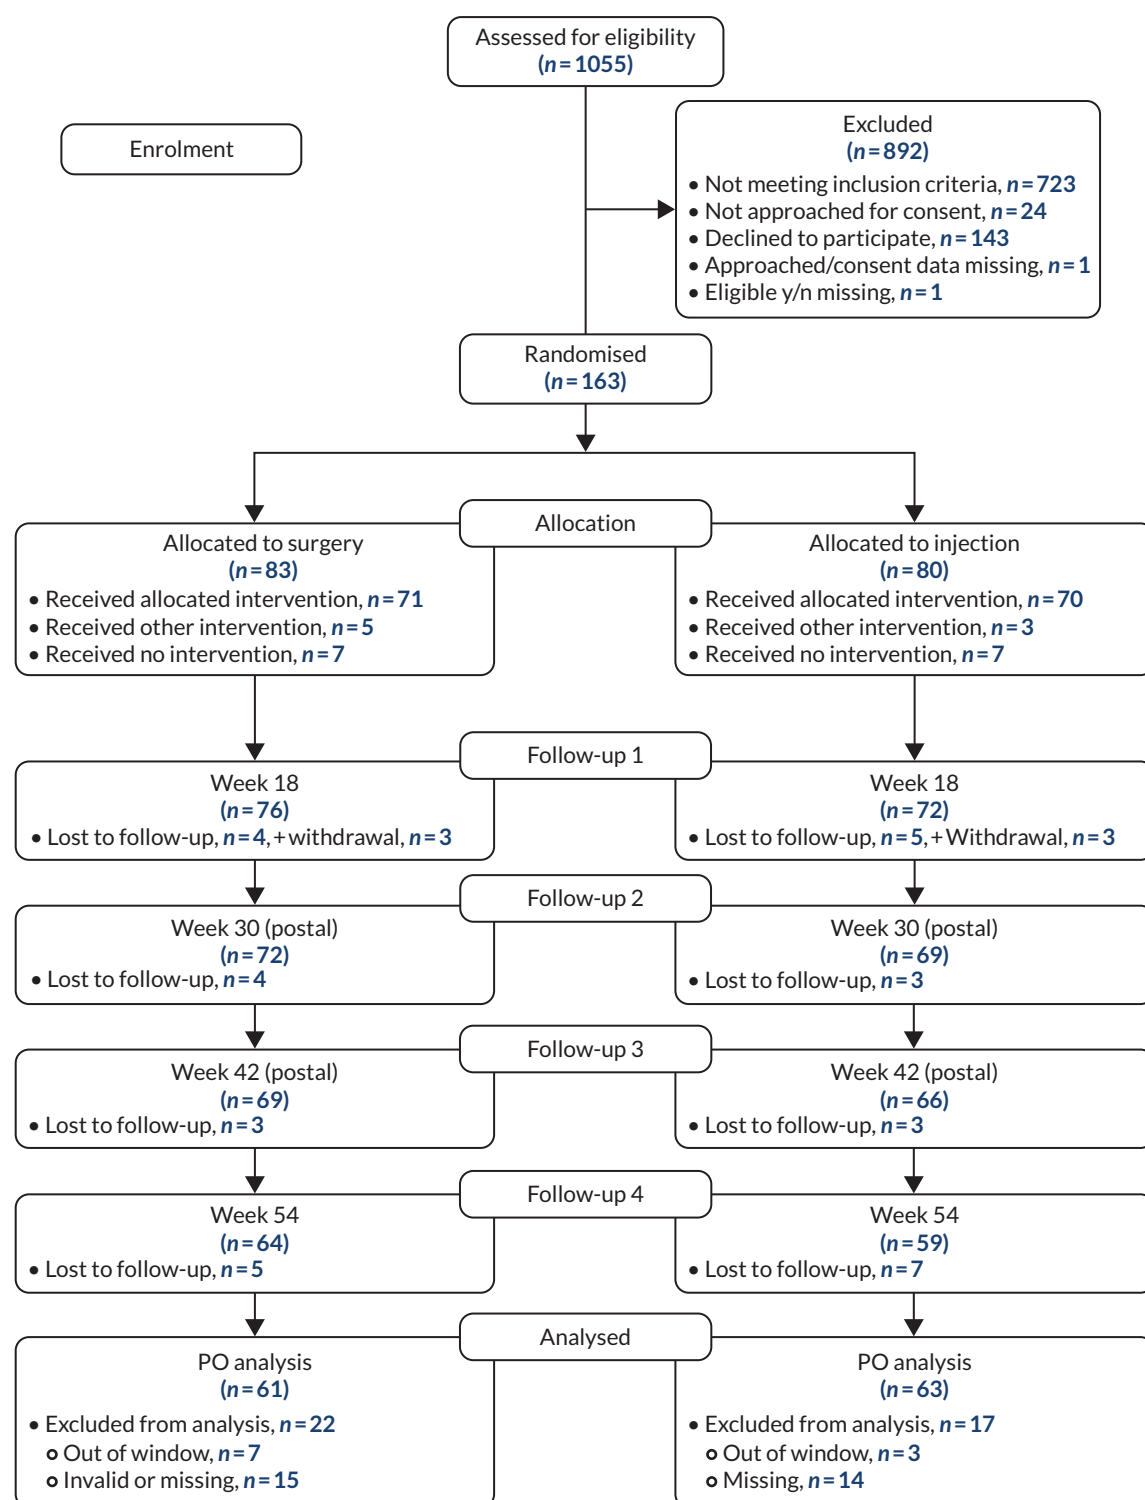 Assessed for eligibility
(n=1055)
Enrolment
Excluded
(n=892)
• Not meeting inclusion criteria, n=723
• Not approached for consent, n=24
• Declined to participate, n=143
• Approached/consent data missing, n=1
• Eligible y/n missing, n=1
Randomised
(n=163)
Allocation
Allocated to surgery
(n=83)
• Received allocated intervention, n=71
• Received other intervention, n=5
• Received no intervention, n=7
Allocated to injection
(n=80)
• Received allocated intervention, n=70
• Received other intervention, n=3
• Received no intervention, n=7
Follow-up 1
Week 18
(n=76)
• Lost to follow-up, n=4, +withdrawal, n=3
Week 18
(n=72)
• Lost to follow-up, n=5, +Withdrawal, n=3
Follow-up 2
Week 30 (postal)
(n=72)
• Lost to follow-up, n=4
Week 30 (postal)
(n=69)
• Lost to follow-up, n=3
Follow-up 3
Week 42 (postal)
(n=69)
• Lost to follow-up, n=3
Week 42 (postal)
(n=66)
• Lost to follow-up, n=3
Follow-up 4
Week 54
(n=64)
• Lost to follow-up, n=5
Week 54
(n=59)
• Lost to follow-up, n=7
Analysed
PO analysis
(n=61)
• Excluded from analysis, n=22
Out of window, n=7
Invalid or missing, n=15
PO analysis
(n=63)
• Excluded from analysis, n=17
Out of window, n=3
Missing, n=14